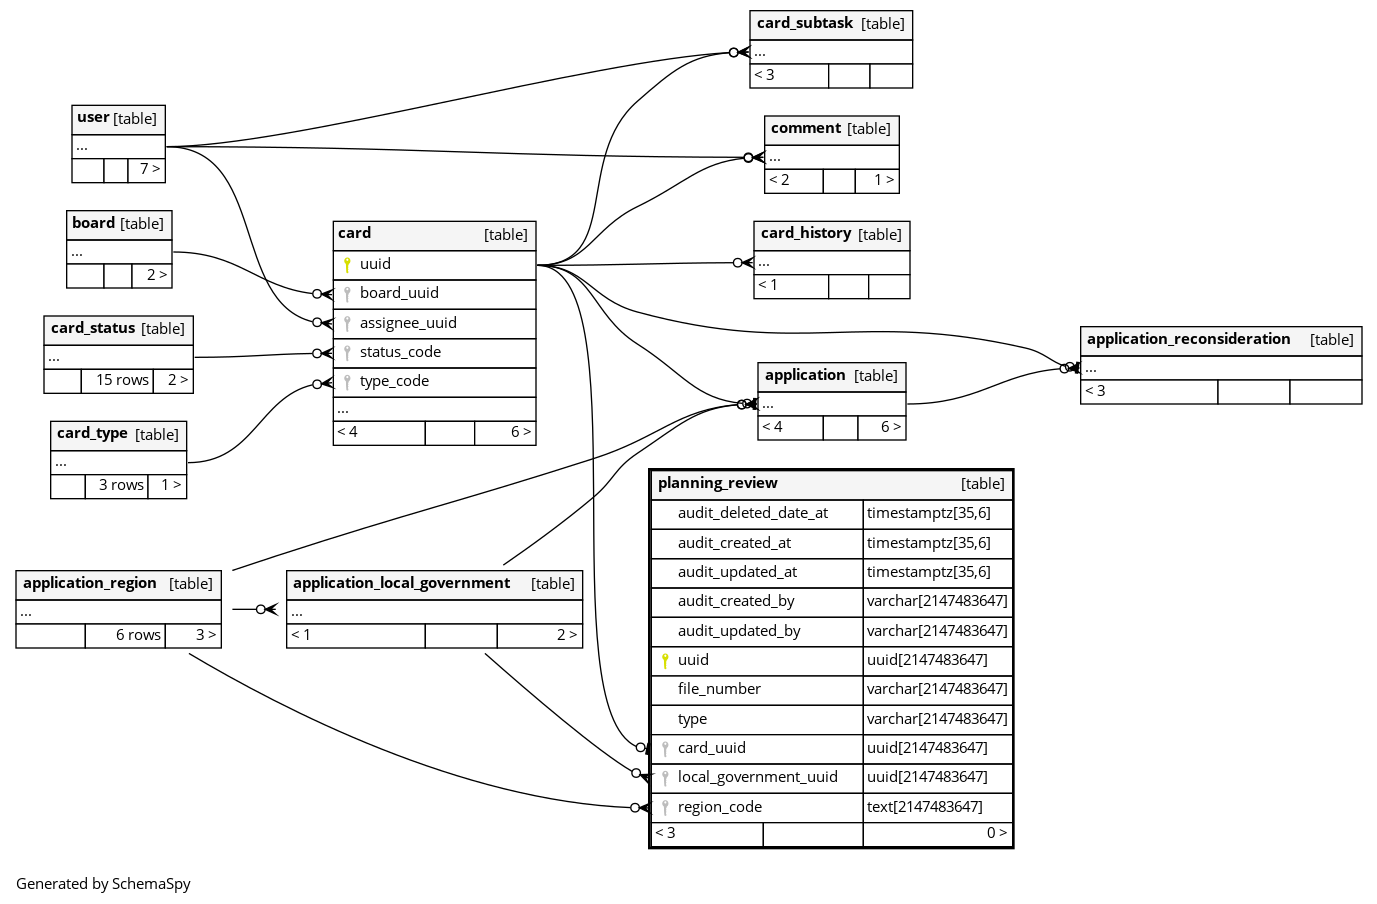 card_subtask [table]
...
< 3
user [table]
...
7 >
comment [table]
...
< 2 1 >
board [table]
...
2 >
card [table]
uuid
board_uuid
assignee_uuid
status_code
type_code
...
< 4 6 >
card_history [table]
...
< 1
card_status [table]
...
15 rows 2 >
application_reconsideration [table]
...
< 3
application [table]
...
< 4 6 >
card_type [table]
...
3 rows 1 >
planning_review [table]
audit_deleted_date_at timestamptz[35,6]
audit_created_at timestamptz[35,6]
audit_updated_at timestamptz[35,6]
audit_created_by varchar[2147483647]
audit_updated_by varchar[2147483647]
uuid uuid[2147483647]
file_number varchar[2147483647]
type varchar[2147483647]
card_uuid uuid[2147483647]
local_government_uuid uuid[2147483647]
region_code text[2147483647]
< 3 0 >
application_region [table]
...
6 rows 3 >
application_local_government [table]
...
< 1 2 >
Generated by SchemaSpy